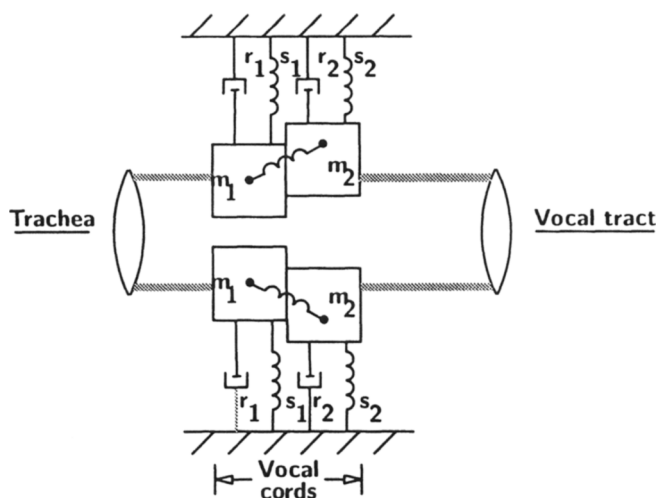 r1 s1 r2 s2
m1 m2
Trachea
Vocal tract
m1 m2
r1 s1 r2 s2
Vocal
cords